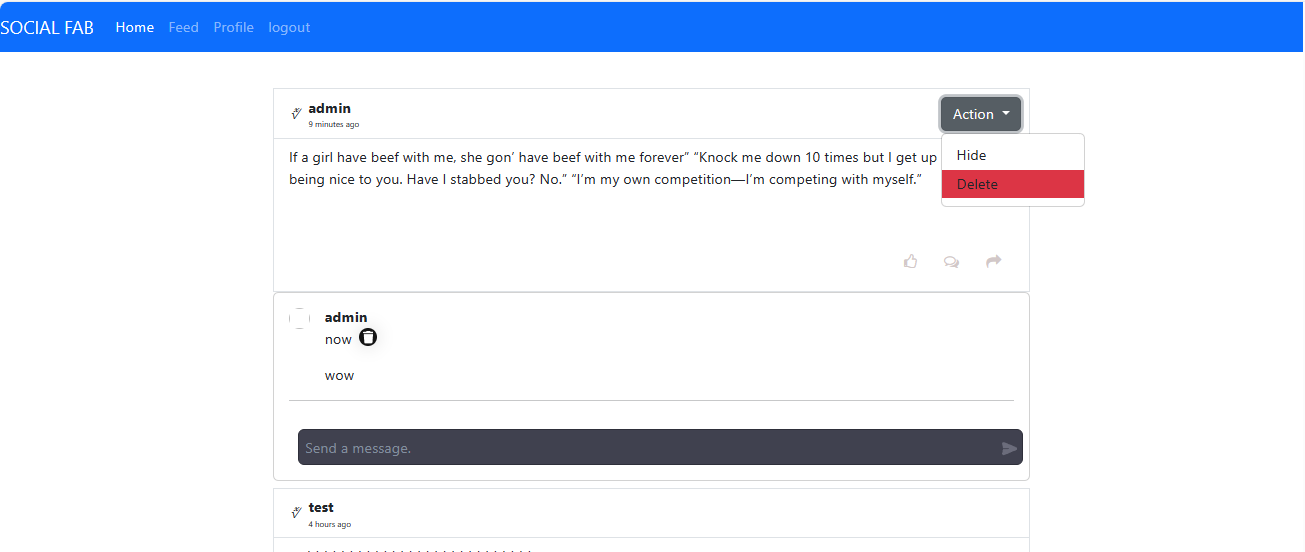 SOCIAL FAB Home Feed Profile logout
admin
9 minutes ago
Action
Hide
Delete
If a girl have beef with me, she gon’ have beef with me forever” “Knock me down 10 times but I get up
being nice to you. Have I stabbed you? No.” “I’m my own competition—I’m competing with myself.”
admin
now
wow
Send a message.
test
4 hours ago